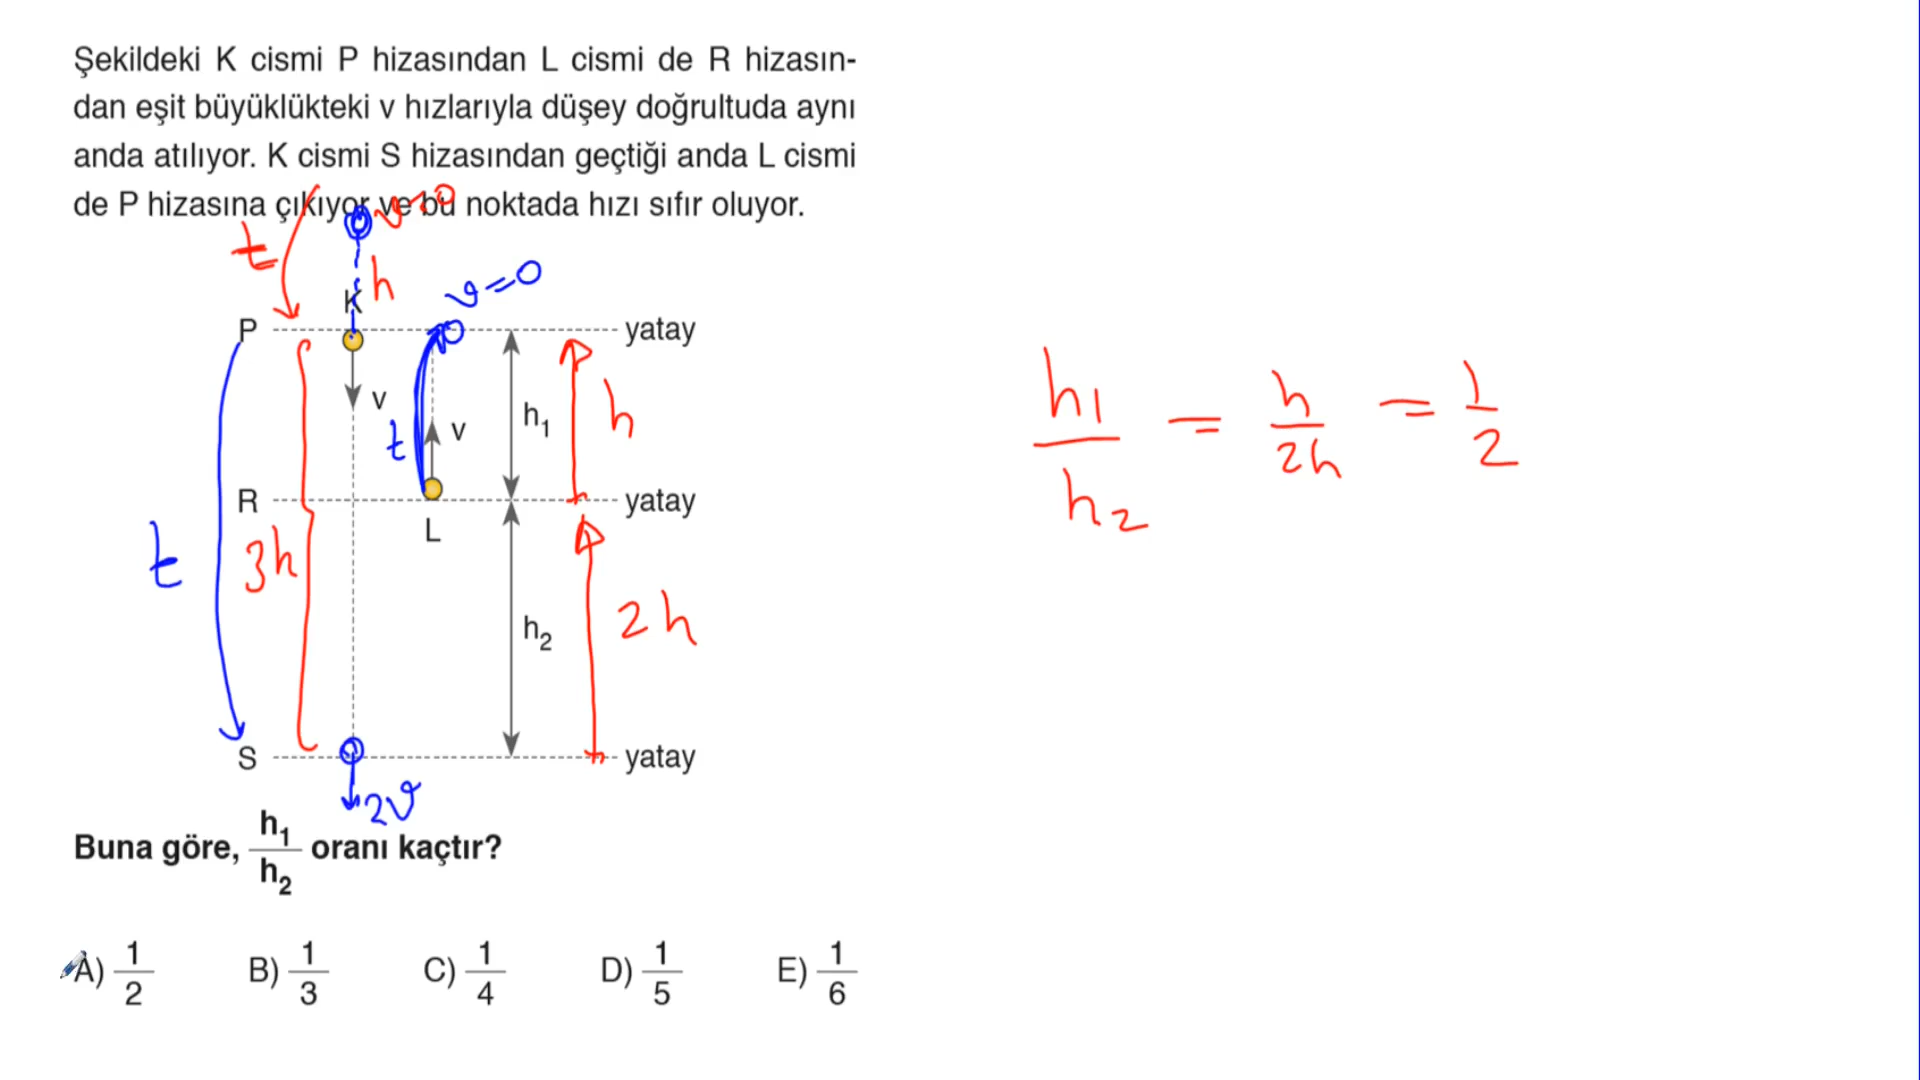 Şekildeki K cismi P hizasından L cismi de R hizasın-
dan eşit büyüklükteki v hızlarıyla düşey doğrultuda aynı
anda atılıyor. K cismi S hizasından geçtiği anda L cismi
de P hizasına çıkıyor ve bu noktada hızı sıfır oluyor.
v=0
t
h
v=0
K
P yatay
v
t
v
h₁
h
h₁/h₂ = h/2h = 1/2
R yatay
L
t
3h
h₂
2h
S yatay
2v
Buna göre, h₁/h₂ oranı kaçtır?
A) 1/2 B) 1/3 C) 1/4 D) 1/5 E) 1/6